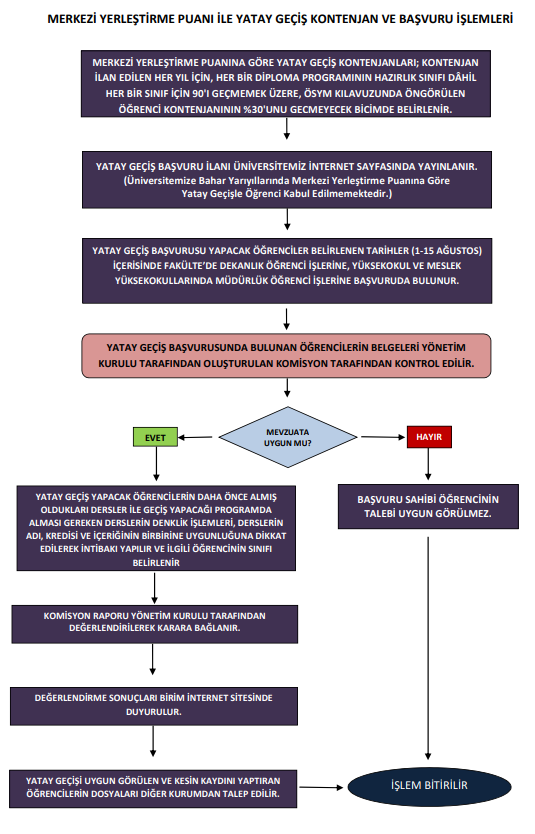 MERKEZİ YERLEŞTİRME PUANI İLE YATAY GEÇİŞ KONTENJAN VE BAŞVURU İŞLEMLERİ
MERKEZİ YERLEŞTİRME PUANINA GÖRE YATAY GEÇİŞ KONTENJANLARI; KONTENJAN
İLAN EDİLEN HER YIL İÇİN, HER BİR DİPLOMA PROGRAMININ HAZIRLIK SINIFI DÂHİL
HER BİR SINIF İÇİN 90'I GEÇMEMEK ÜZERE, ÖSYM KILAVUZUNDA ÖNGÖRÜLEN
ÖĞRENCİ KONTENJANININ %30'UNU GECMEYECEK BICIMDE BELIRLENIR.
YATAY GEÇİŞ BAŞVURU İLANI ÜNİVERSİTEMİZ İNTERNET SAYFASINDA YAYINLANIR.
(Üniversitemize Bahar Yarıyıllarında Merkezi Yerleştirme Puanına Göre
Yatay Geçişle Öğrenci Kabul Edilmemektedir.)
YATAY GEÇİŞ BAŞVURUSU YAPACAK ÖĞRENCİLER BELİRLENEN TARİHLER (1-15 AĞUSTOS)
İÇERİSİNDE FAKÜLTE'DE DEKANLIK ÖĞRENCİ İŞLERİNE, YÜKSEKOKUL VE MESLEK
YÜKSEKOKULLARINDA MÜDÜRLÜK ÖĞRENCİ İŞLERİNE BAŞVURUDA BULUNUR.
YATAY GEÇİŞ BAŞVURUSUNDA BULUNAN ÖĞRENCİLERİN BELGELERİ YÖNETİM
KURULU TARAFINDAN OLUŞTURULAN KOMİSYON TARAFINDAN KONTROL EDİLİR.
MEVZUATA
UYGUN MU?
EVET
HAYIR
YATAY GEÇİŞ YAPACAK ÖĞRENCİLERİN DAHA ÖNCE ALMIŞ
OLDUKLARI DERSLER İLE GEÇİŞ YAPACAĞI PROGRAMDA
ALMASI GEREKEN DERSLERİN DENKLİK İŞLEMLERİ, DERSLERİN
ADI, KREDİSİ VE İÇERİĞİNİN BİRBİRİNE UYGUNLUĞUNA DİKKAT
EDİLEREK İNTİBAKI YAPILIR VE İLGİLİ ÖĞRENCİNİN SINIFI
BELİRLENİR
BAŞVURU SAHİBİ ÖĞRENCİNİN
TALEBİ UYGUN GÖRÜLMEZ.
KOMİSYON RAPORU YÖNETİM KURULU TARAFINDAN
DEĞERLENDİRİLEREK KARARA BAĞLANIR.
DEĞERLENDİRME SONUÇLARI BİRİM İNTERNET SİTESİNDE
DUYURULUR.
YATAY GEÇİŞİ UYGUN GÖRÜLEN VE KESİN KAYDINI YAPTIRAN
ÖĞRENCİLERİN DOSYALARI DİĞER KURUMDAN TALEP EDİLİR.
İŞLEM BİTİRİLİR